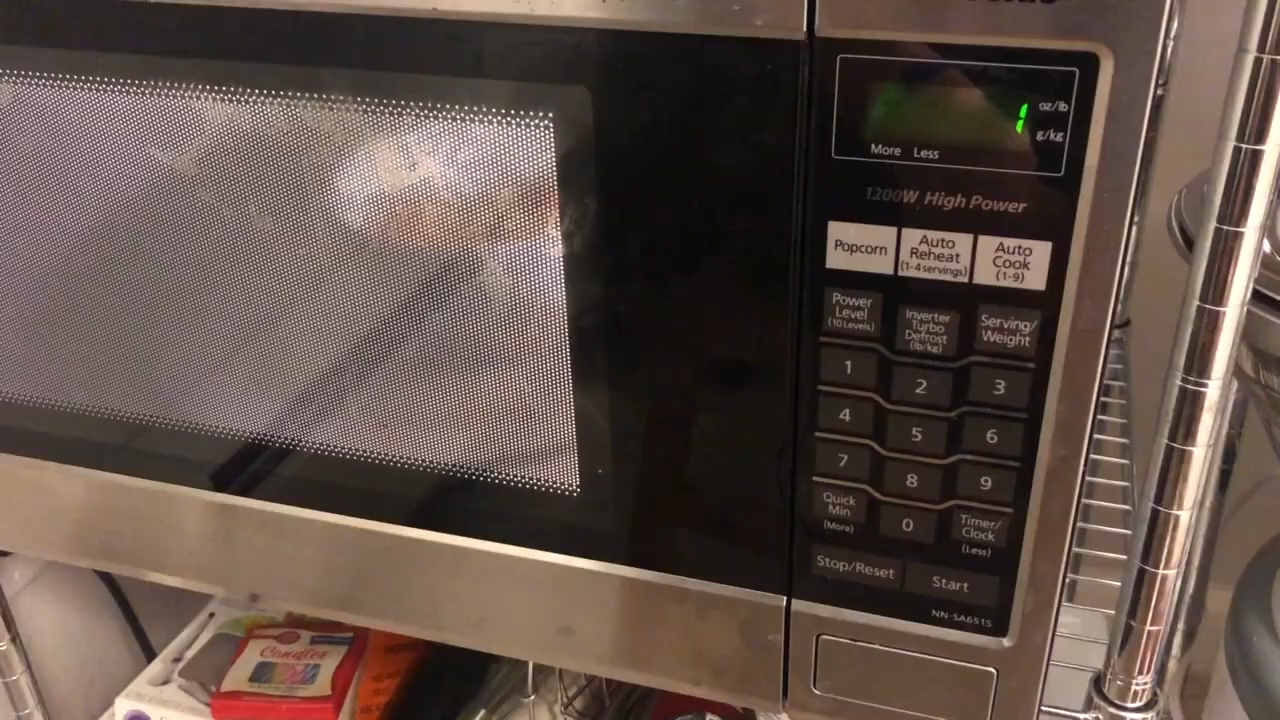 1
oz/lb
g/kg
More Less
1200W High Power
Popcorn
Auto
Reheat
(1-4 servings)
Auto
Cook
(1-9)
Power
Level
(10 Levels)
Inverter
Turbo
Defrost
(lb/kg)
Serving/
Weight
1
2
3
4
5
6
7
8
9
Quick
Min
(More)
0
Timer/
Clock
(Less)
Stop/Reset
Start
NN-SA651S
Candles